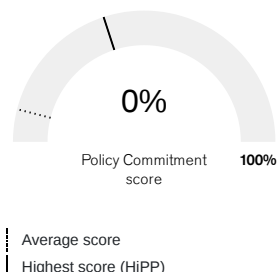 0%
Policy Commitment 100%
score
Average score
Highest score (HiPP)